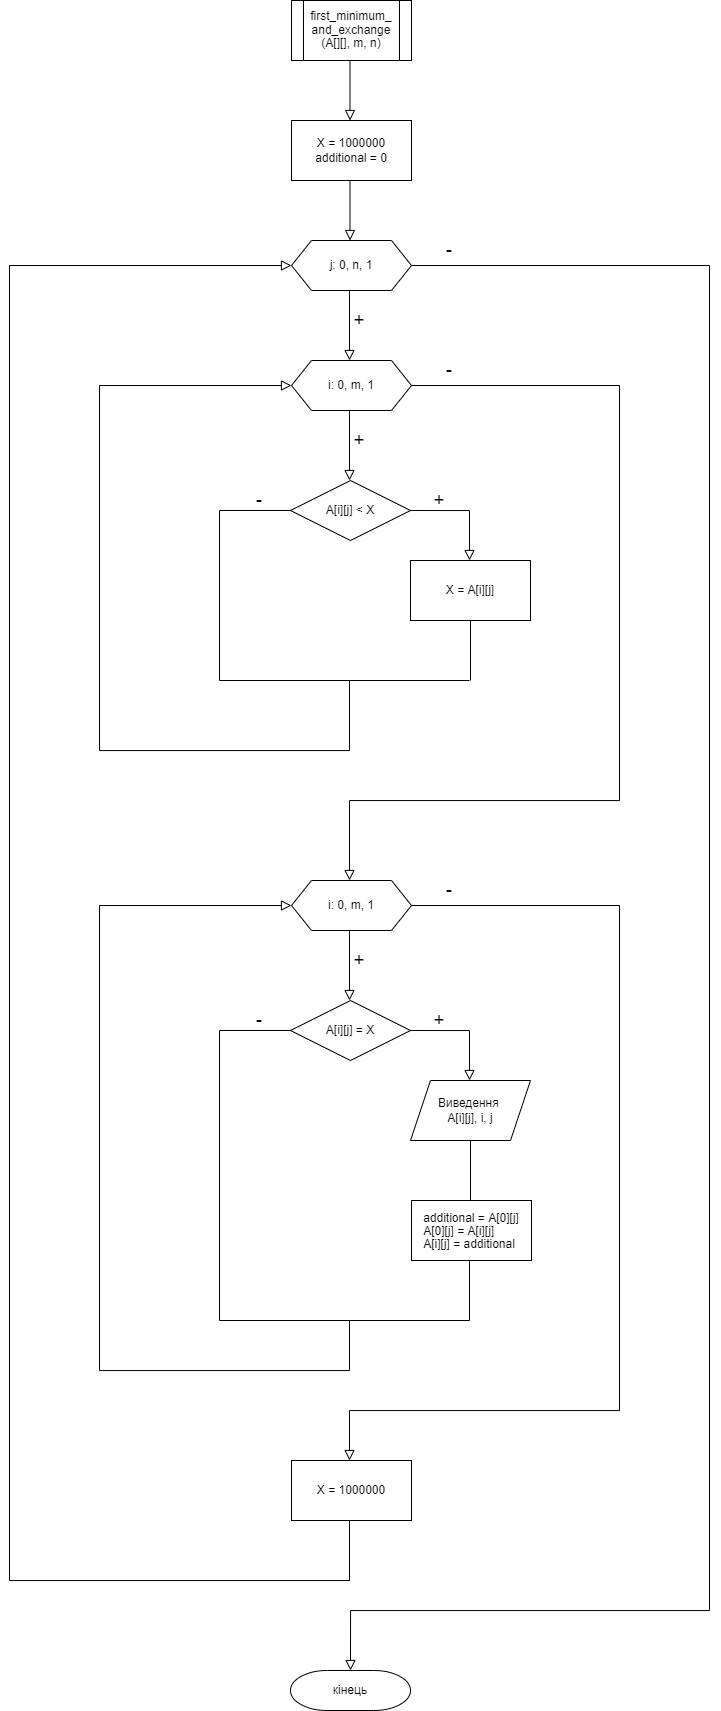 first_minimum_
and_exchange
(A[][], m, n)
X = 1000000
additional = 0
j: 0, n, 1
-
+
i: 0, m, 1
-
+
A[i][j] < X
-
+
X = A[i][j]
i: 0, m, 1
-
+
A[i][j] = X
-
+
Виведення
A[i][j], i, j
additional = A[0][j]
A[0][j] = A[i][j]
A[i][j] = additional
X = 1000000
кінець